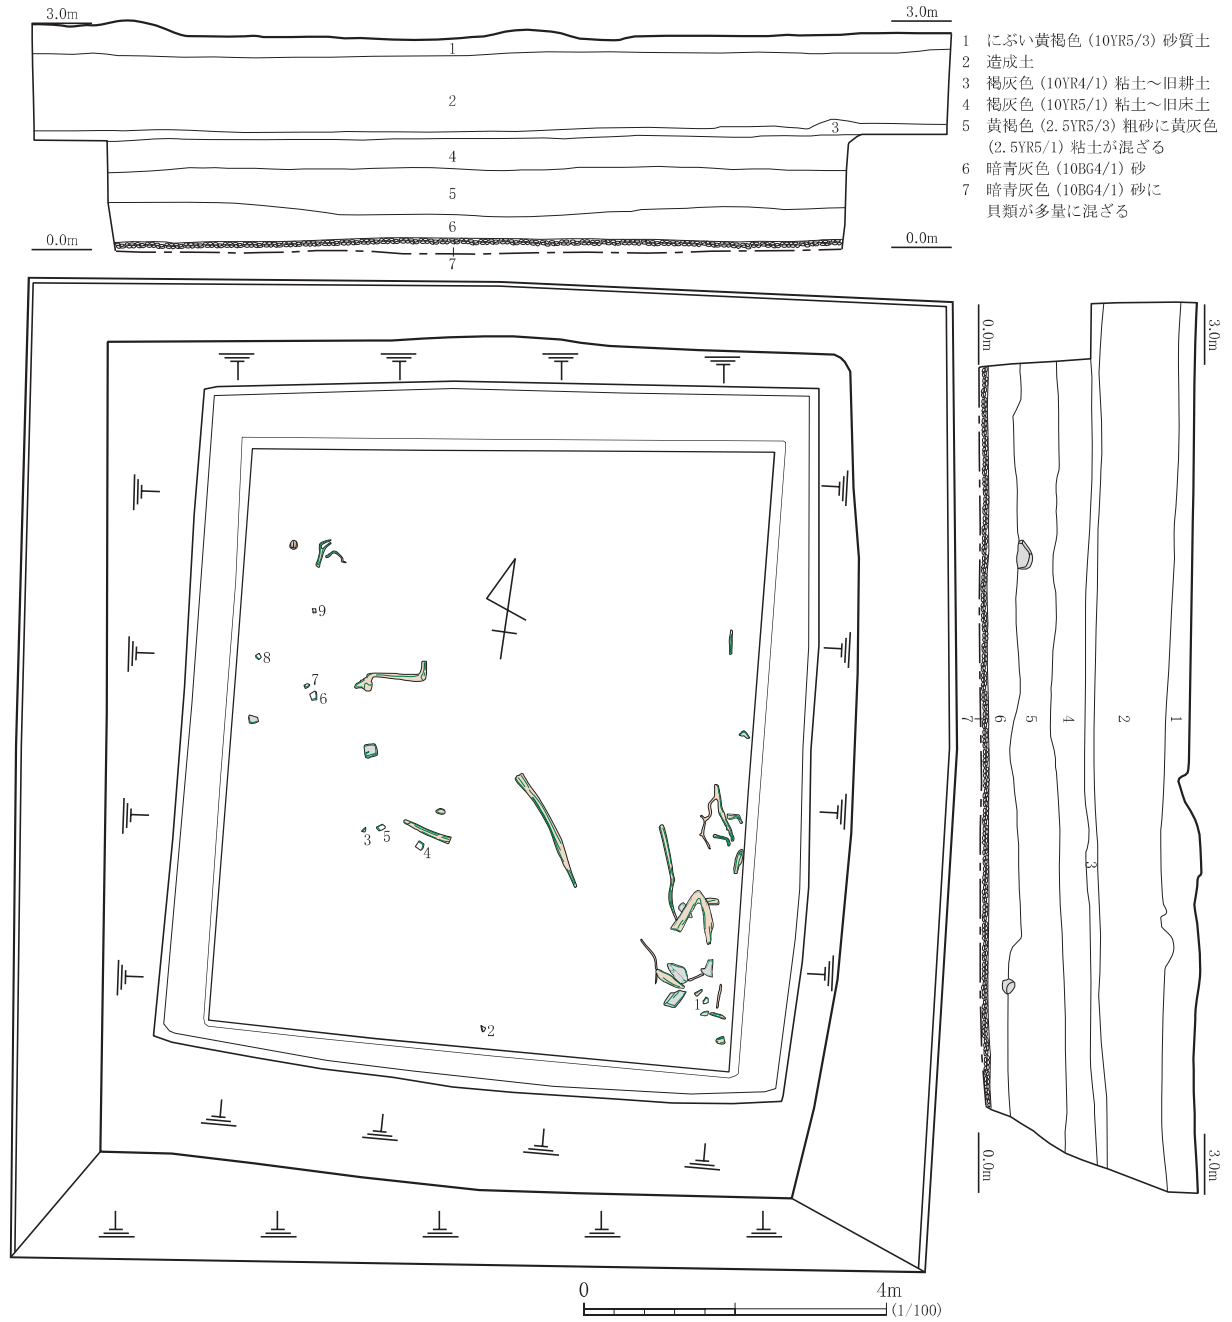 3.0m
3.0m
1
2
3
4
5
6
7
0.0m
0.0m
1 にぶい黄褐色 (10YR5/3) 砂質土
2 造成土
3 褐灰色 (10YR4/1) 粘土～旧耕土
4 褐灰色 (10YR5/1) 粘土～旧床土
5 黄褐色 (2.5YR5/3) 粗砂に黄灰色
(2.5YR5/1) 粘土が混ざる
6 暗青灰色 (10BG4/1) 砂
7 暗青灰色 (10BG4/1) 砂に
貝類が多量に混ざる
9
8
7
6
3
5
4
1
2
0.0m
3.0m
7
6
5
4
3
2
1
0.0m
3.0m
0
4m
(1/100)